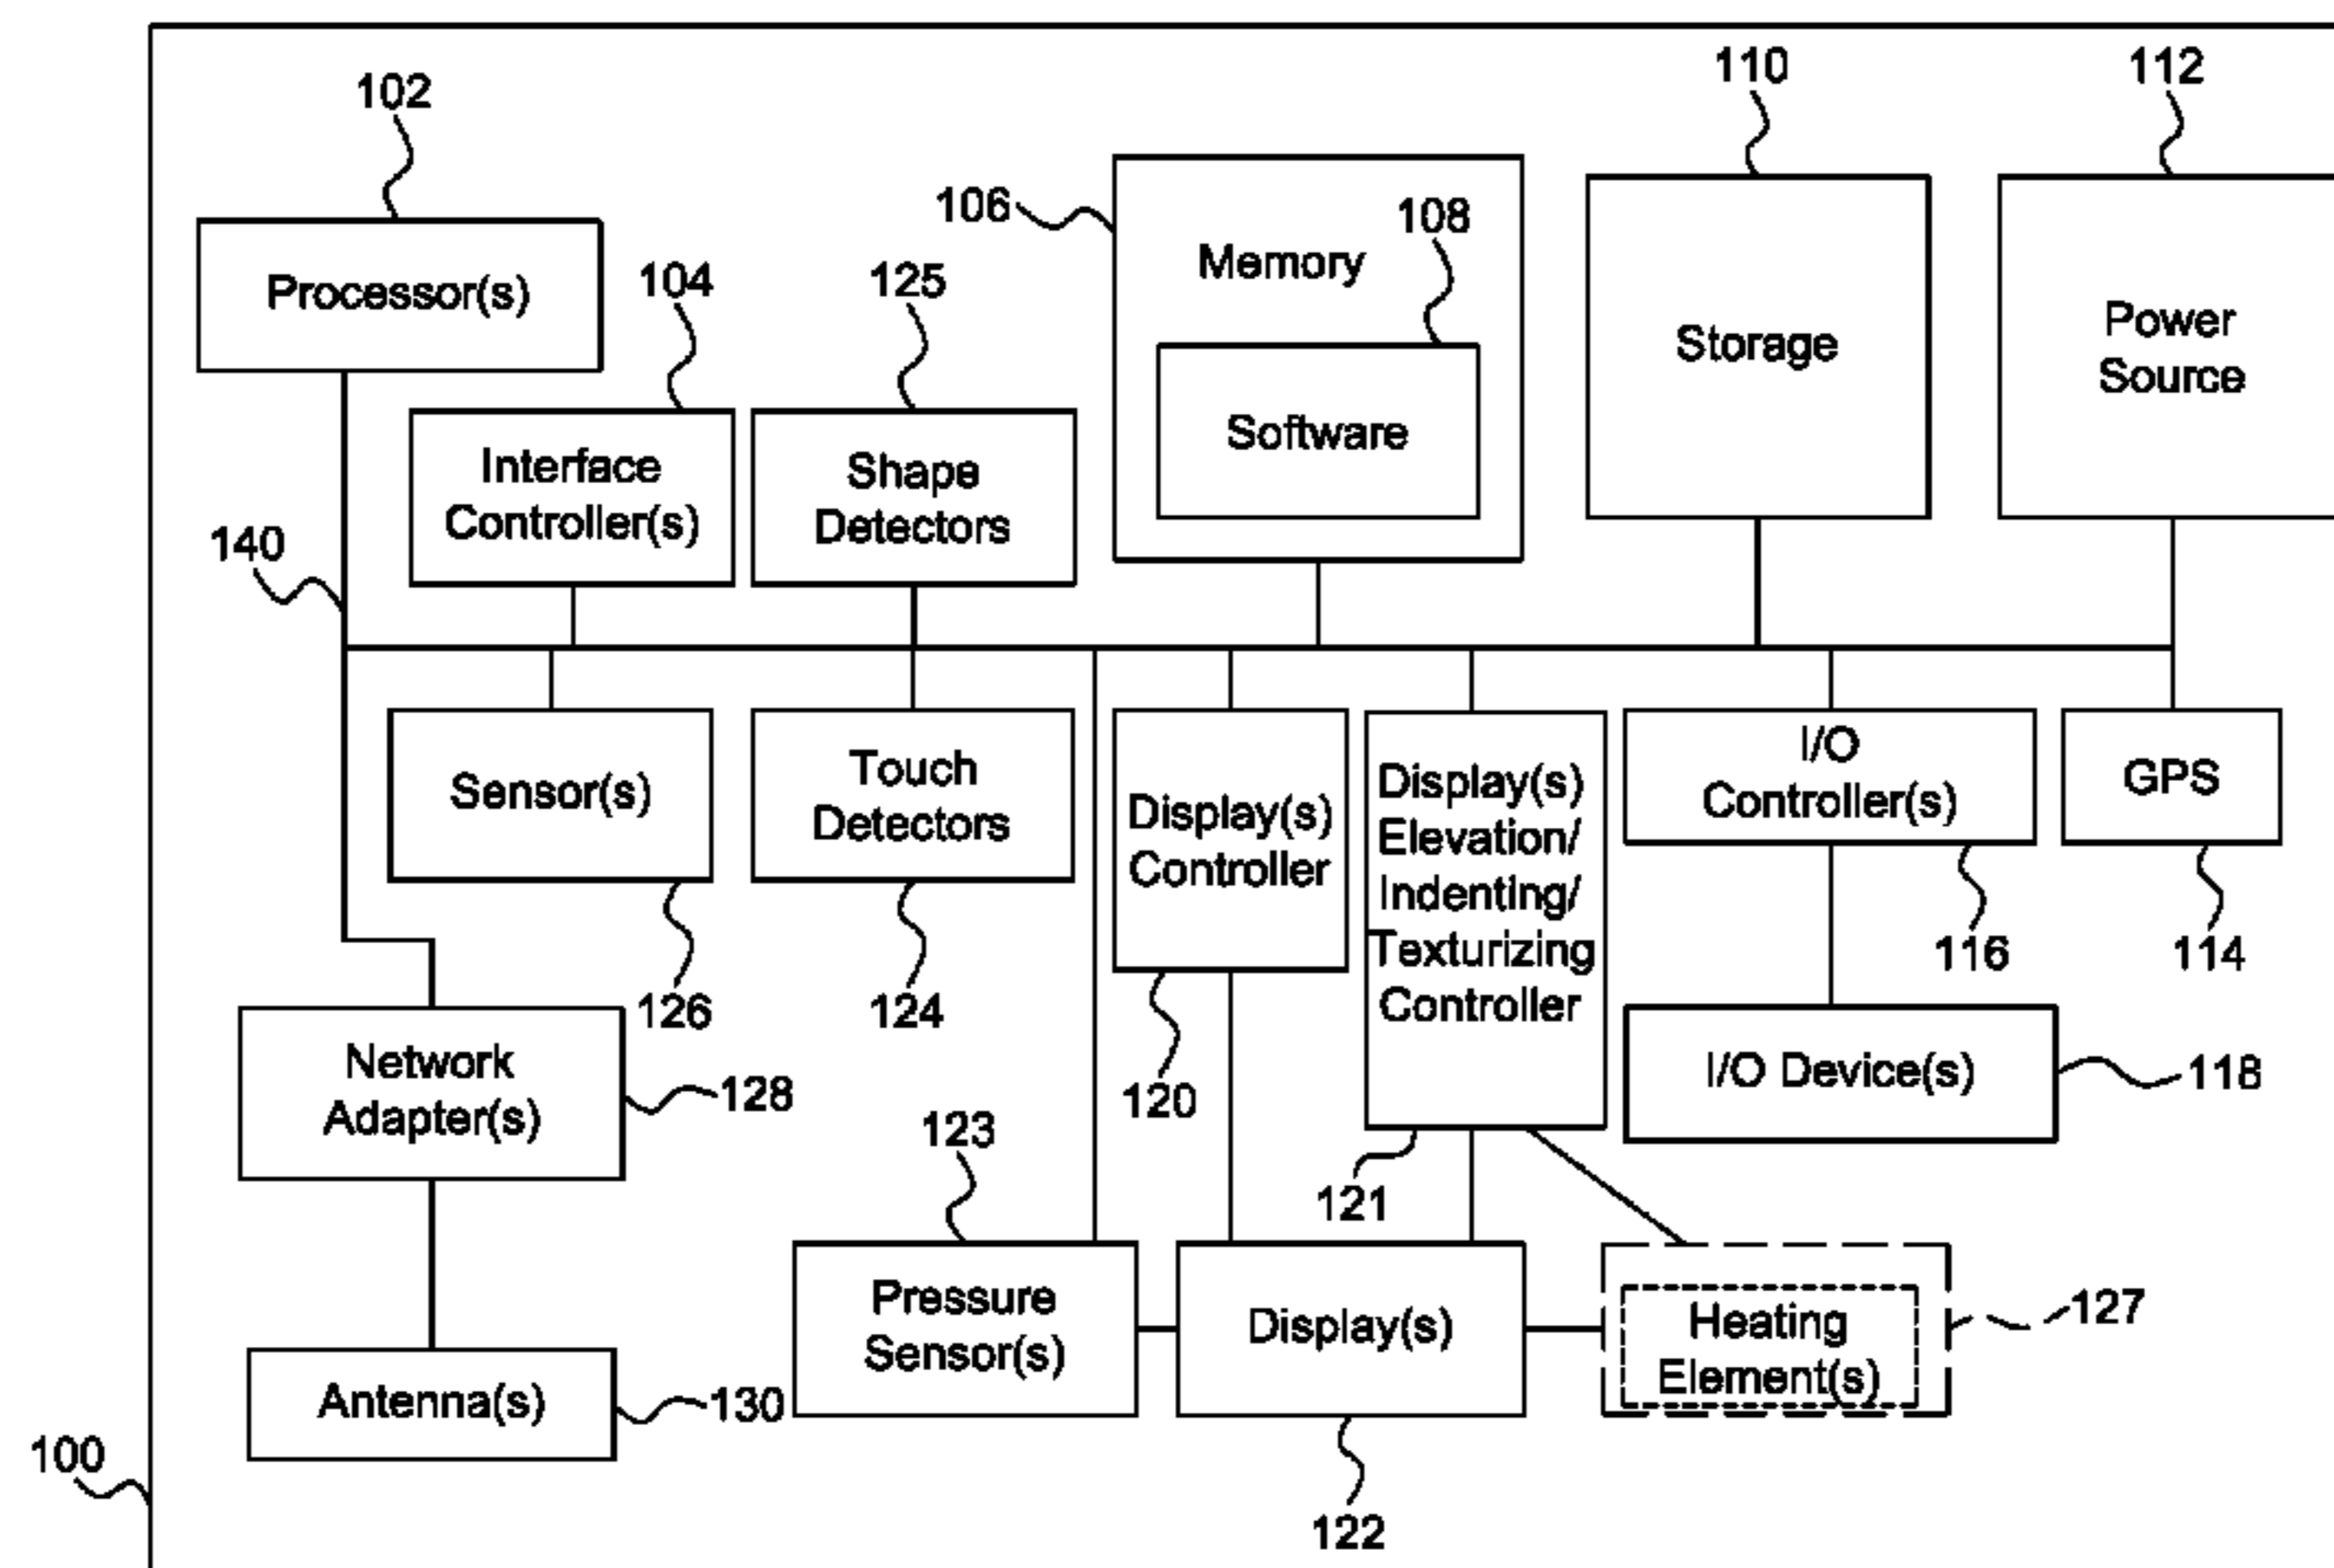 110
112
102
106
108
Memory
104
125
Processor(s)
Storage
Power
Source
Software
Interface
Controller(s)
Shape
Detectors
140
Sensor(s)
Touch
Detectors
Display(s)
Controller
Display(s)
Elevation/
Indenting/
Texturizing
Controller
I/O
Controller(s)
GPS
126
124
116
114
Network
Adapter(s)
128
120
I/O Device(s)
118
123
121
Pressure
Sensor(s)
Display(s)
Heating
Element(s)
127
Antenna(s)
130
100
122